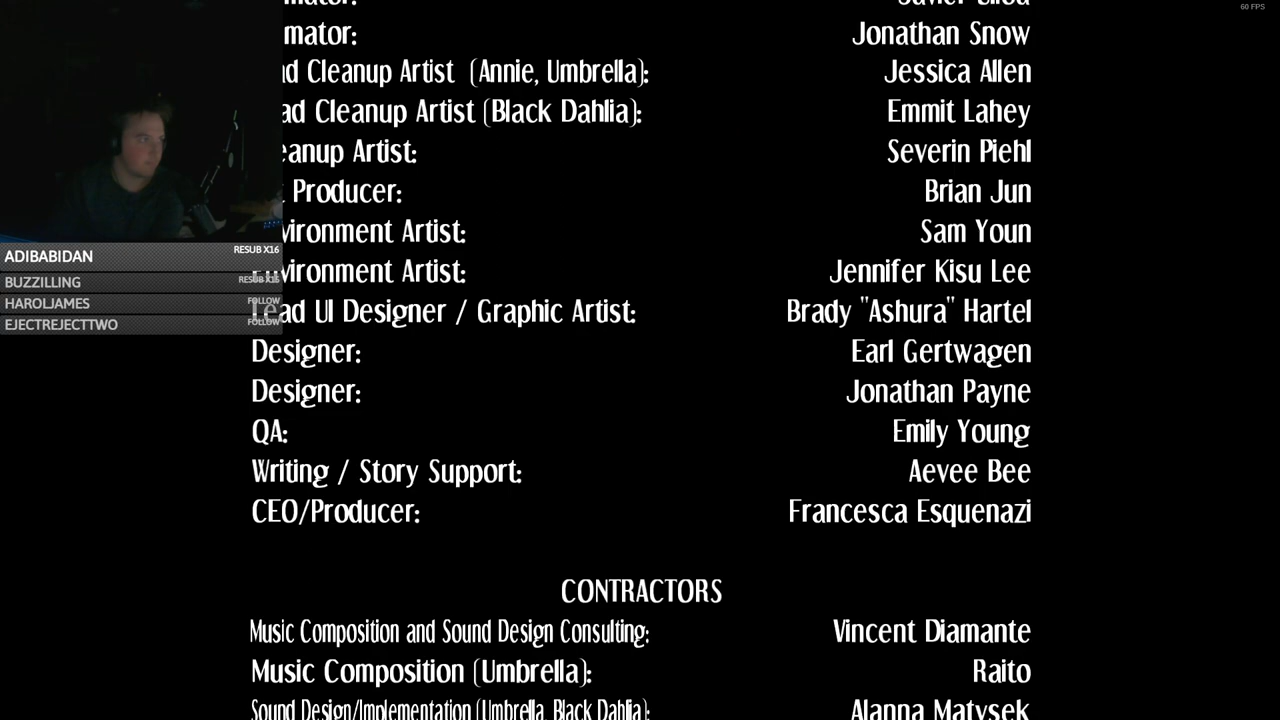 60 FPS
mator: Jonathan Snow
ad Cleanup Artist (Annie, Umbrella): Jessica Allen
ad Cleanup Artist (Black Dahlia): Emmit Lahey
eanup Artist: Severin Piehl
Producer: Brian Jun
vironment Artist: Sam Youn
ADIBABIDAN RESUB X16
vironment Artist: Jennifer Kisu Lee
BUZZILLING RESUB X15
HAROLJAMES FOLLOW
Lead UI Designer / Graphic Artist: Brady "Ashura" Hartel
EJECTREJECTTWO FOLLOW
Designer: Earl Gertwagen
Designer: Jonathan Payne
QA: Emily Young
Writing / Story Support: Aevee Bee
CEO/Producer: Francesca Esquenazi
CONTRACTORS
Music Composition and Sound Design Consulting: Vincent Diamante
Music Composition (Umbrella): Raito
Sound Design/Implementation (Umbrella, Black Dahlia): Alanna Matysek